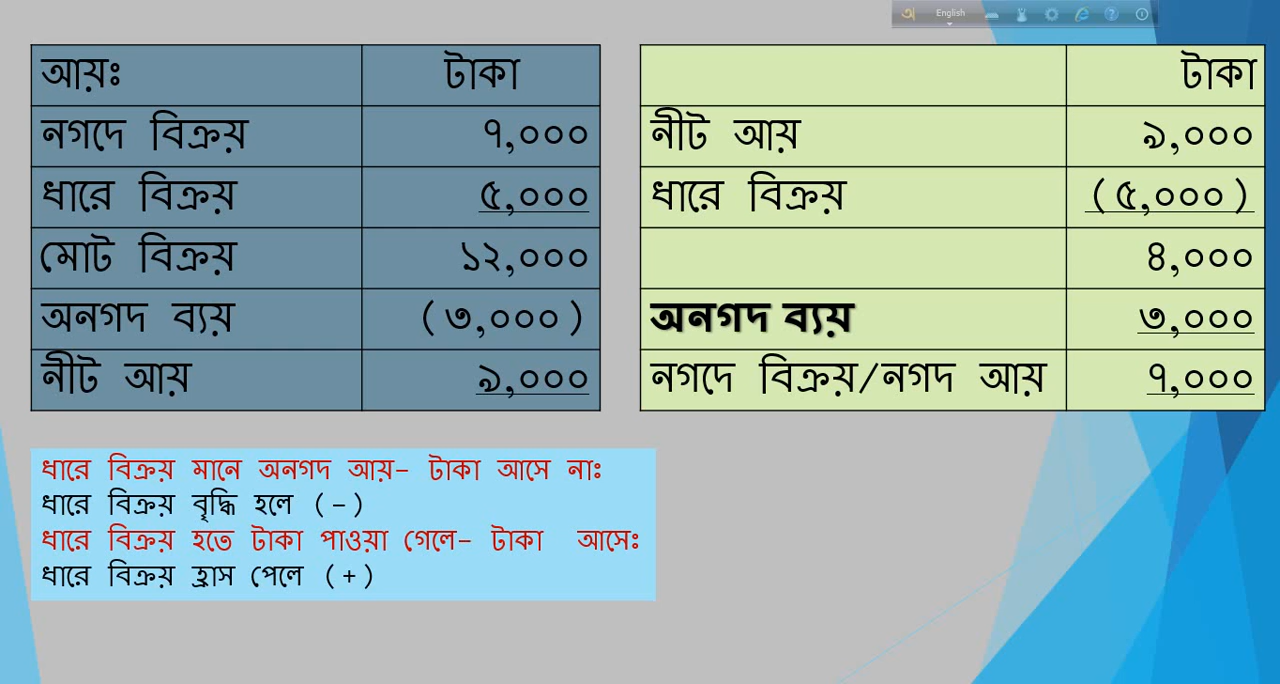 অ English
আয়ঃ টাকা
নগদে বিক্রয় ৭,০০০
ধারে বিক্রয় ৫,০০০
মোট বিক্রয় ১২,০০০
অনগদ ব্যয় (৩,০০০)
নীট আয় ৯,০০০
টাকা
নীট আয় ৯,০০০
ধারে বিক্রয় (৫,০০০)
৪,০০০
অনগদ ব্যয় ৩,০০০
নগদে বিক্রয়/নগদ আয় ৭,০০০
ধারে বিক্রয় মানে অনগদ আয়– টাকা আসে নাঃ
ধারে বিক্রয় বৃদ্ধি হলে (–)
ধারে বিক্রয় হতে টাকা পাওয়া গেলে– টাকা আসেঃ
ধারে বিক্রয় হ্রাস পেলে (+)